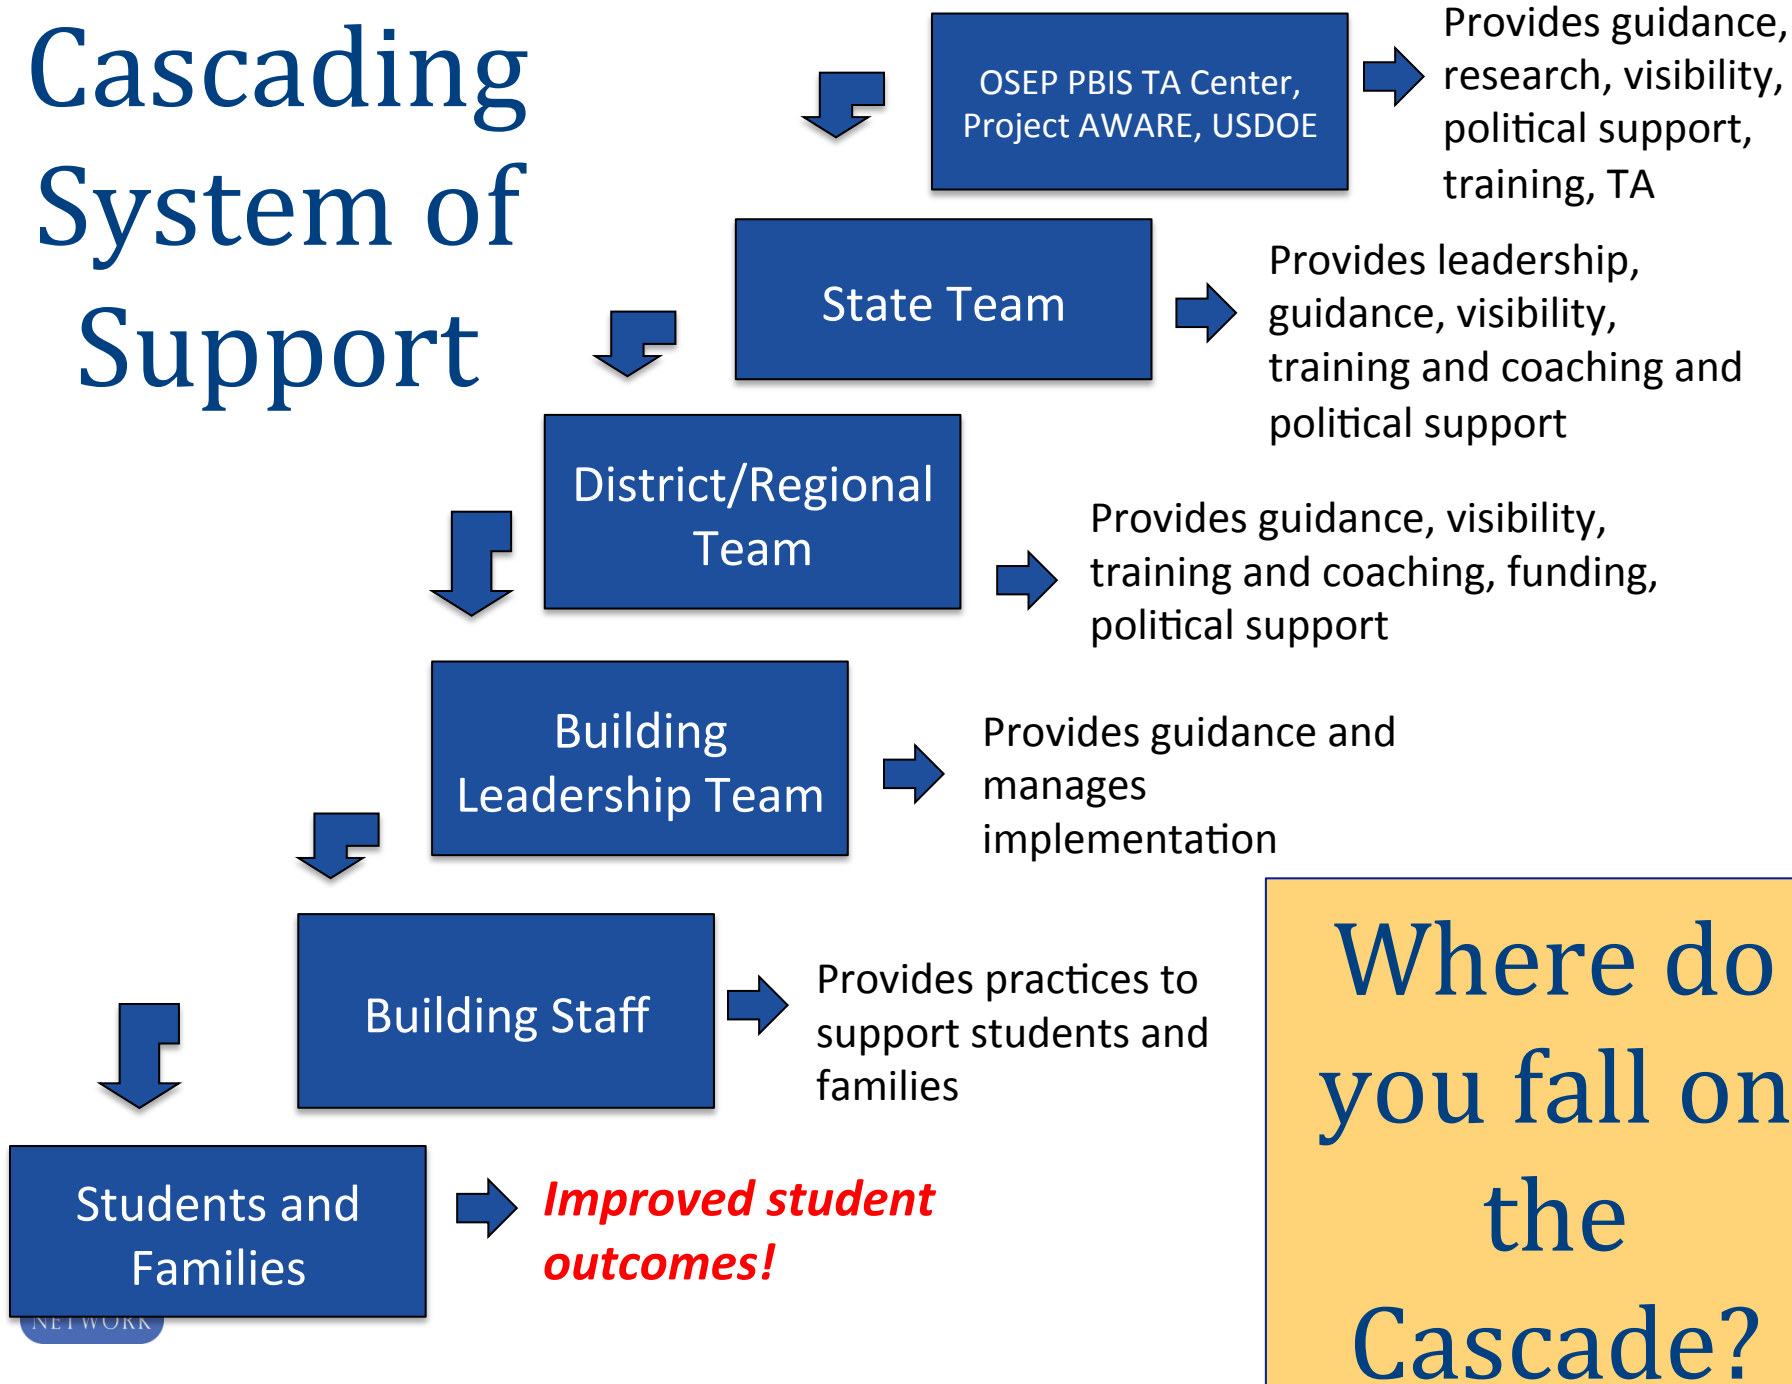 Cascading
System of
Support
OSEP PBIS TA Center,
Project AWARE, USDOE
Provides guidance,
research, visibility,
political support,
training, TA
State Team
Provides leadership,
guidance, visibility,
training and coaching and
political support
District/Regional
Team
Provides guidance, visibility,
training and coaching, funding,
political support
Building
Leadership Team
Provides guidance and
manages
implementation
Building Staff
Provides practices to
support students and
families
Students and
Families
Improved student
outcomes!
Where do
you fall on
the
Cascade?
NETWORK